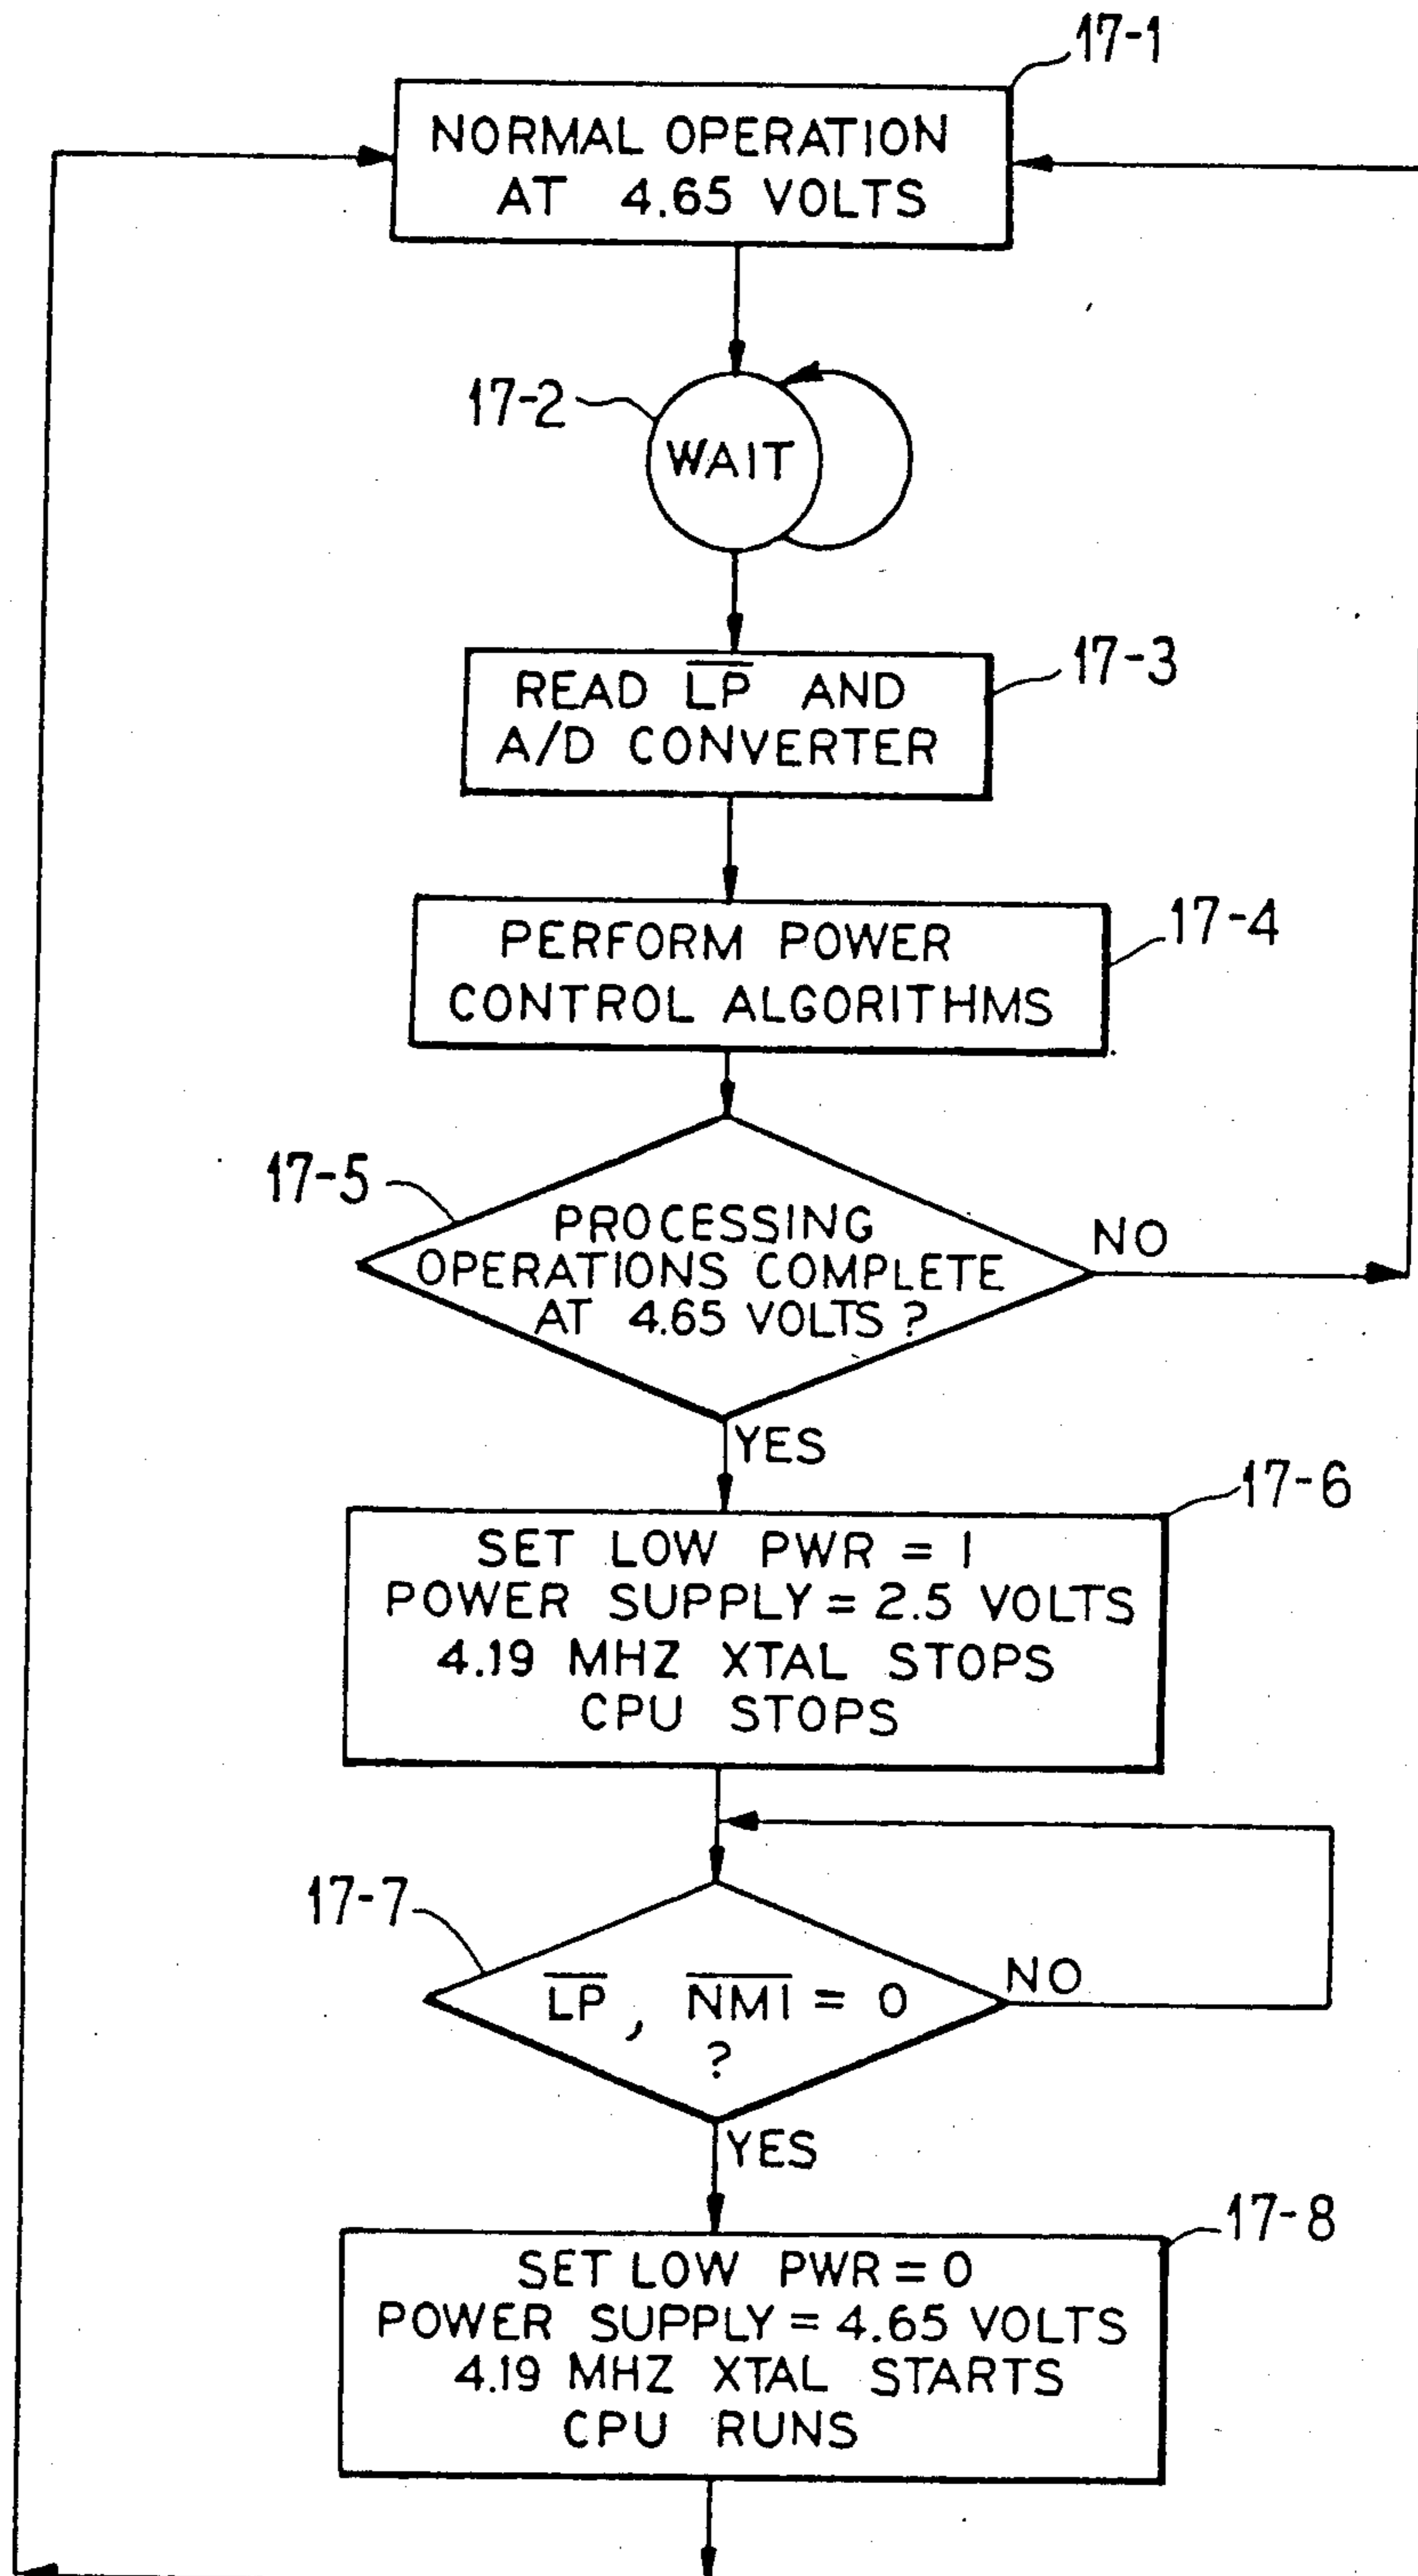 17-1
NORMAL OPERATION
AT 4.65 VOLTS
17-2
WAIT
17-3
READ L̅P̅ AND
A/D CONVERTER
17-4
PERFORM POWER
CONTROL ALGORITHMS
17-5
PROCESSING
OPERATIONS COMPLETE
AT 4.65 VOLTS ?
NO
YES
17-6
SET LOW PWR = 1
POWER SUPPLY = 2.5 VOLTS
4.19 MHZ XTAL STOPS
CPU STOPS
17-7
L̅P̅ , N̅M̅I̅ = 0
?
NO
YES
17-8
SET LOW PWR = 0
POWER SUPPLY = 4.65 VOLTS
4.19 MHZ XTAL STARTS
CPU RUNS